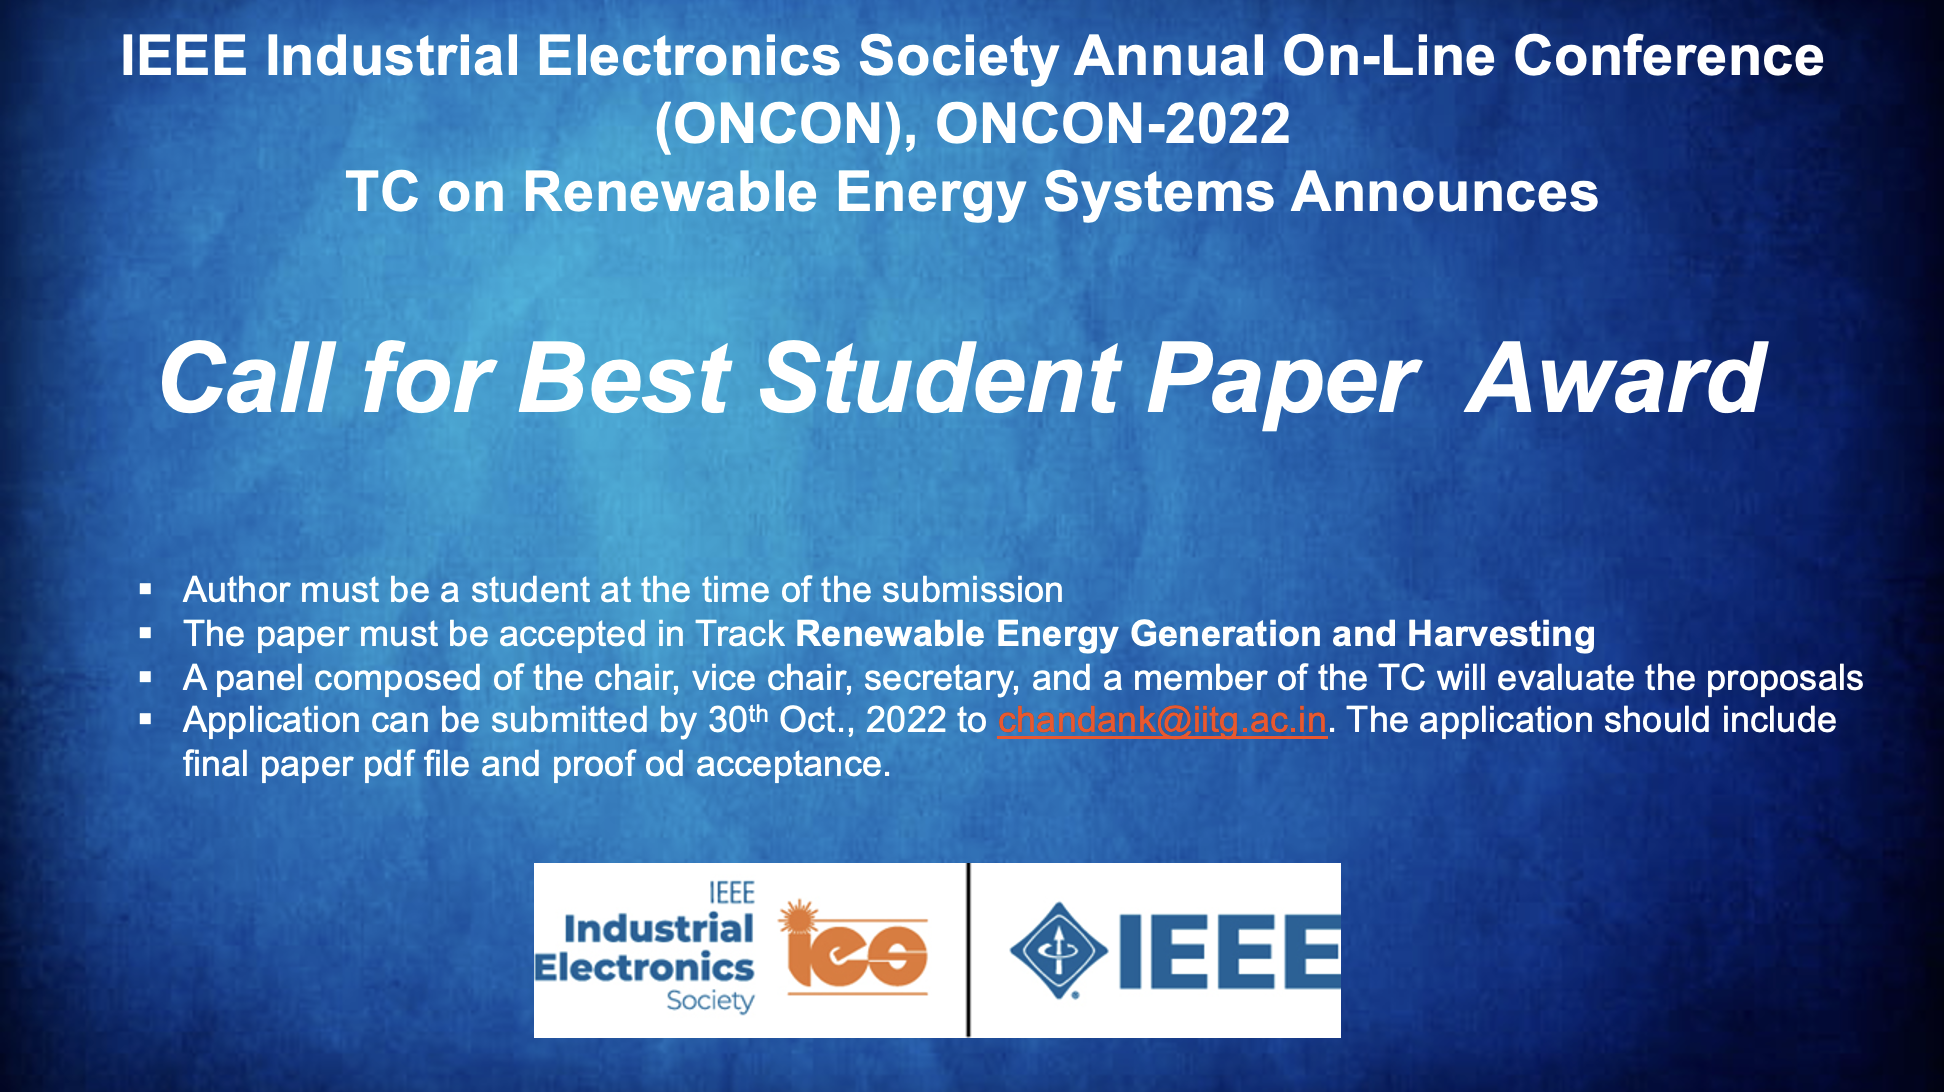 IEEE Industrial Electronics Society Annual On-Line Conference
(ONCON), ONCON-2022
TC on Renewable Energy Systems Announces
Call for Best Student Paper  Award
▪ Author must be a student at the time of the submission
▪ The paper must be accepted in Track Renewable Energy Generation and Harvesting
▪ A panel composed of the chair, vice chair, secretary, and a member of the TC will evaluate the proposals
▪ Application can be submitted by 30th Oct., 2022 to chandank@iitg.ac.in. The application should include
final paper pdf file and proof od acceptance.
IEEE
Industrial
Electronics
Society
ies
IEEE